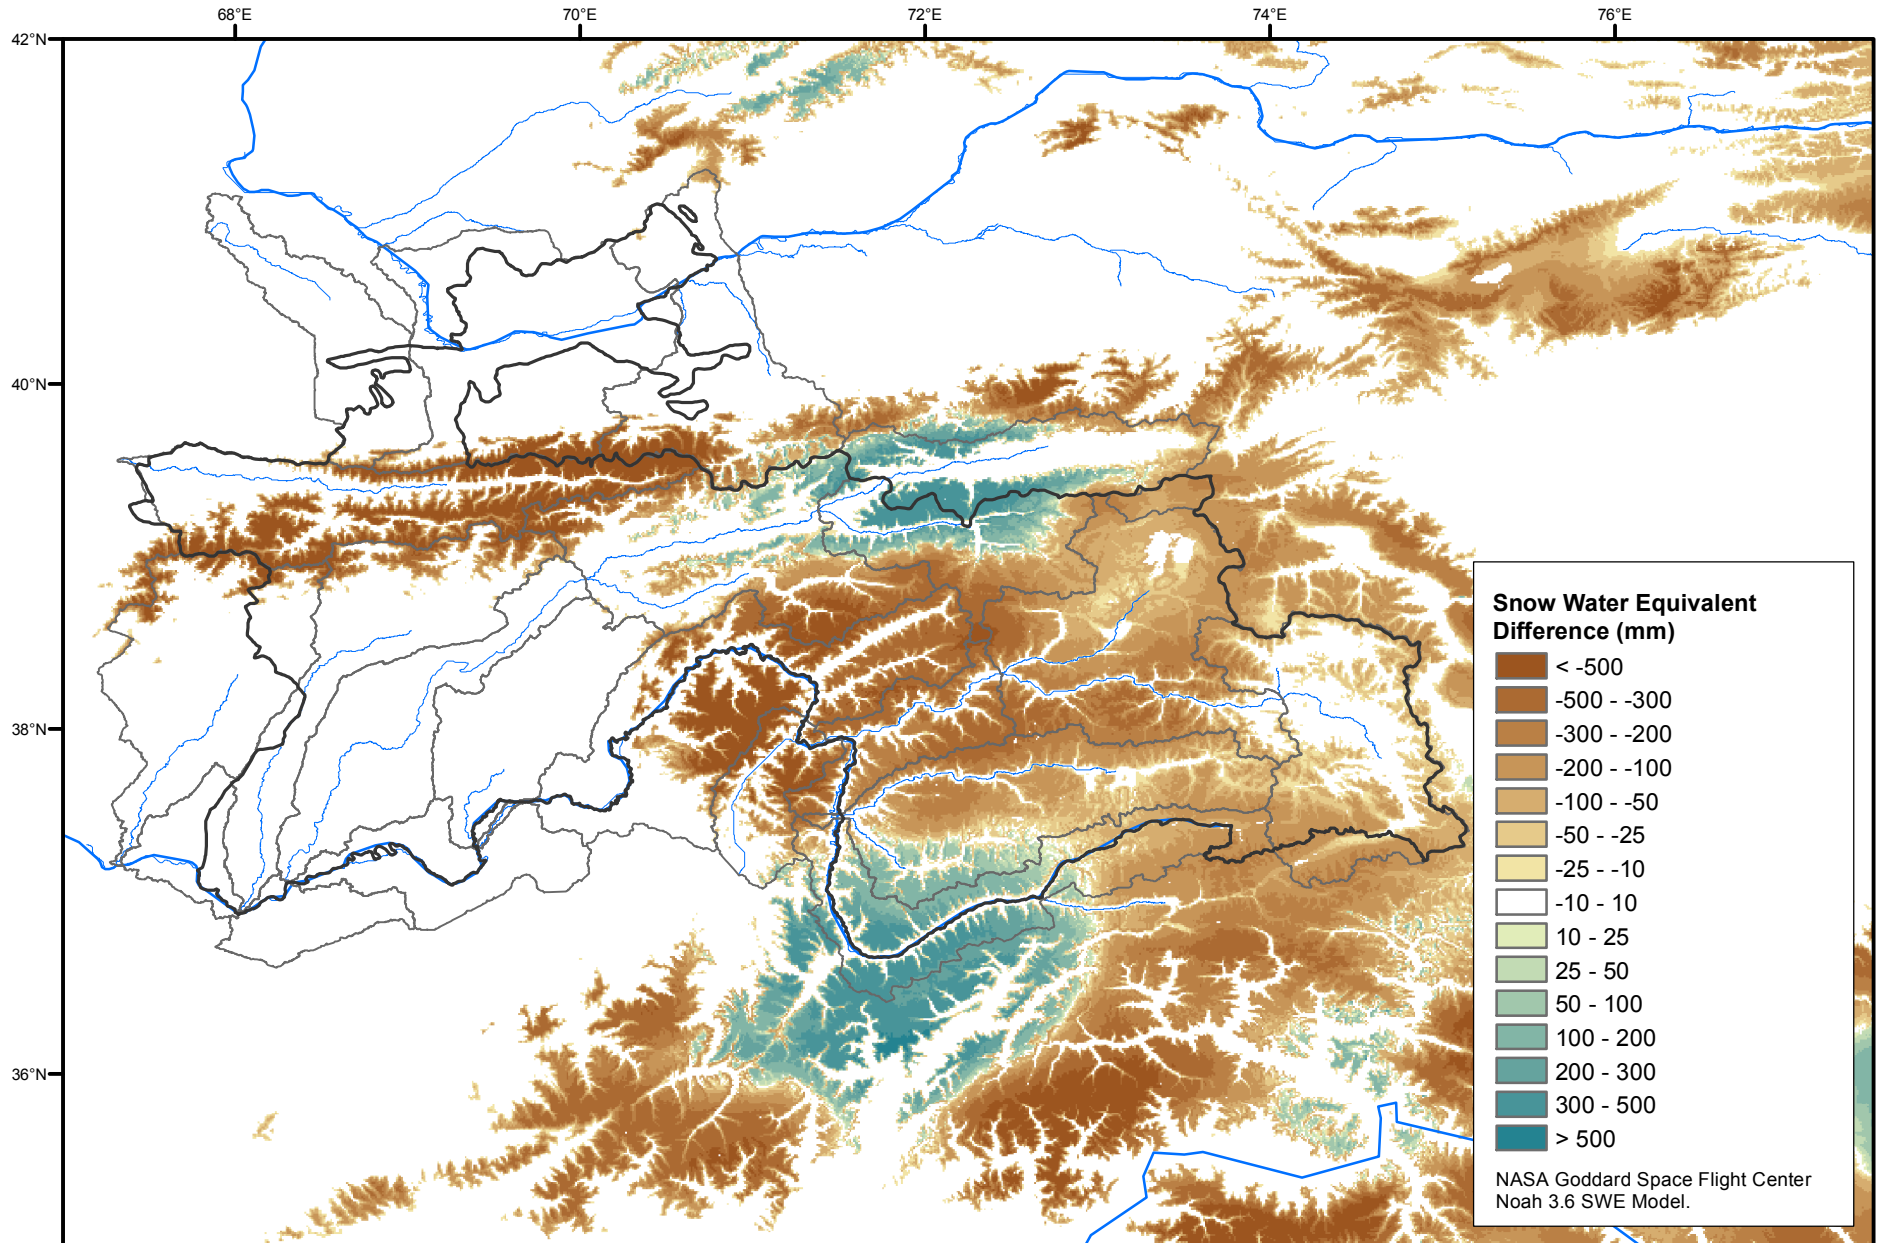 68°E 70°E 72°E 74°E 76°E
42°N
40°N
38°N
36°N
Snow Water Equivalent
Difference (mm)
< -500
-500 - -300
-300 - -200
-200 - -100
-100 - -50
-50 - -25
-25 - -10
-10 - 10
10 - 25
25 - 50
50 - 100
100 - 200
200 - 300
300 - 500
> 500
NASA Goddard Space Flight Center
Noah 3.6 SWE Model.